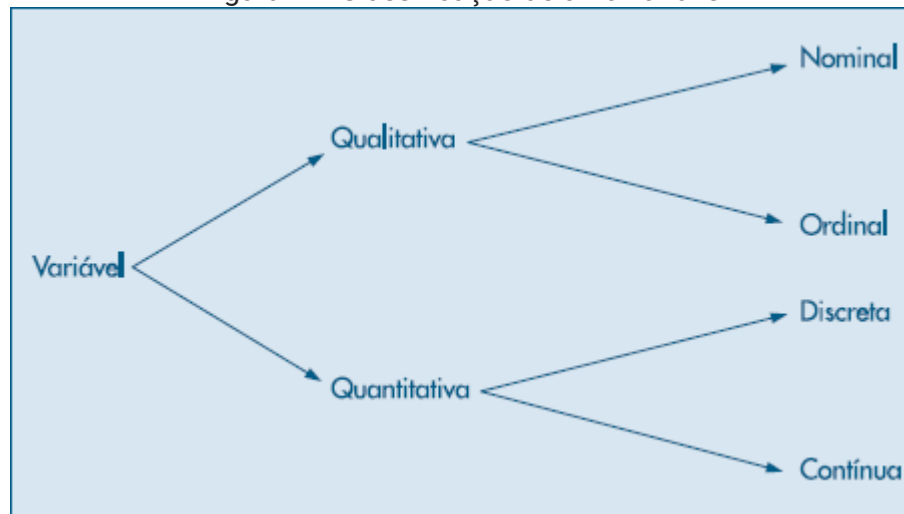 Nominal
Qualitativa
Ordinal
Variável
Discreta
Quantitativa
Contínua